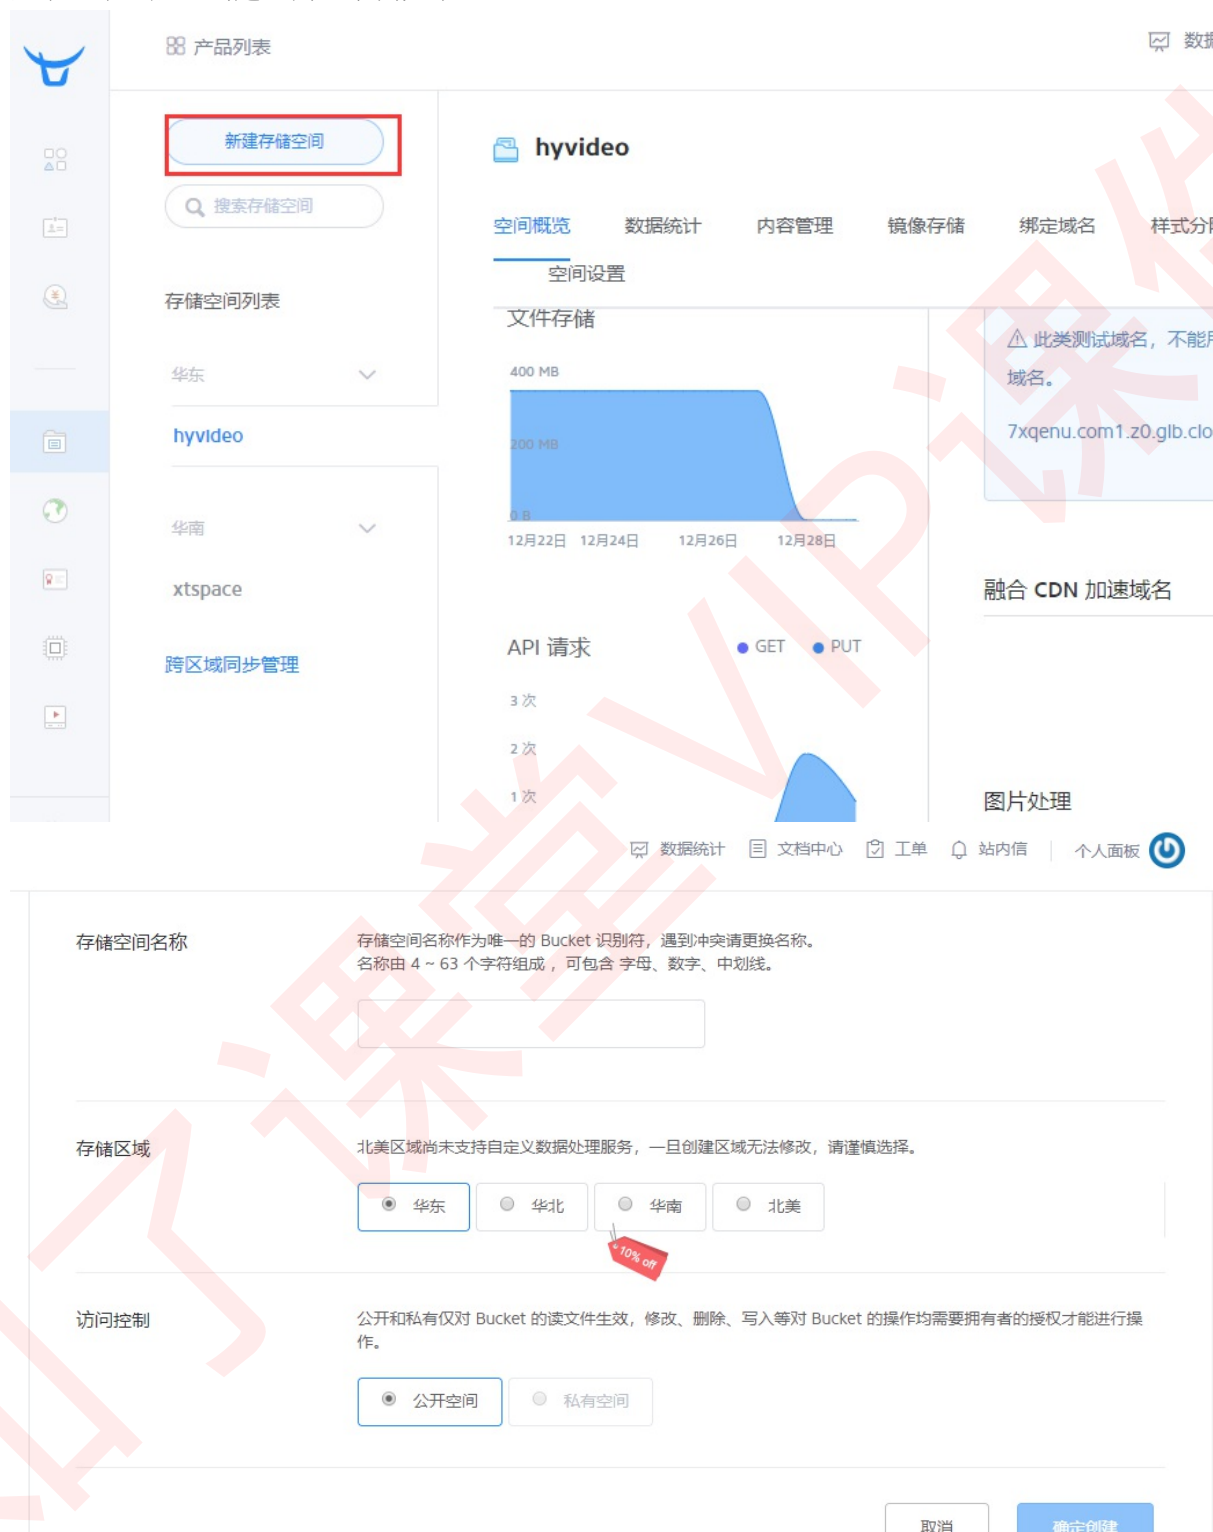 产品列表
新建存储空间
搜索存储空间
存储空间列表
华东
hyvideo
华南
xtspace
跨区域同步管理
hyvideo
空间概览 数据统计 内容管理 镜像存储 绑定域名
空间设置
文件存储
400 MB
200 MB
0 B
12月22日 12月24日 12月26日 12月28日
API 请求 GET PUT
3 次
2 次
1 次
此类测试域名，不能
域名。
7xqenu.com1.z0.glb.clo
融合 CDN 加速域名
图片处理
数据统计 文档中心 工单 站内信 个人面板
存储空间名称
存储空间名称作为唯一的 Bucket 识别符，遇到冲突请更换名称。
名称由 4 ~ 63 个字符组成 ，可包含 字母、数字、中划线。
存储区域
北美区域尚未支持自定义数据处理服务，一旦创建区域无法修改，请谨慎选择。
华东 华北 华南 北美
10% off
访问控制
公开和私有仅对 Bucket 的读文件生效，修改、删除、写入等对 Bucket 的操作均需要拥有者的授权才能进行操
作。
公开空间 私有空间
取消 确定创建
了课堂VIP课件